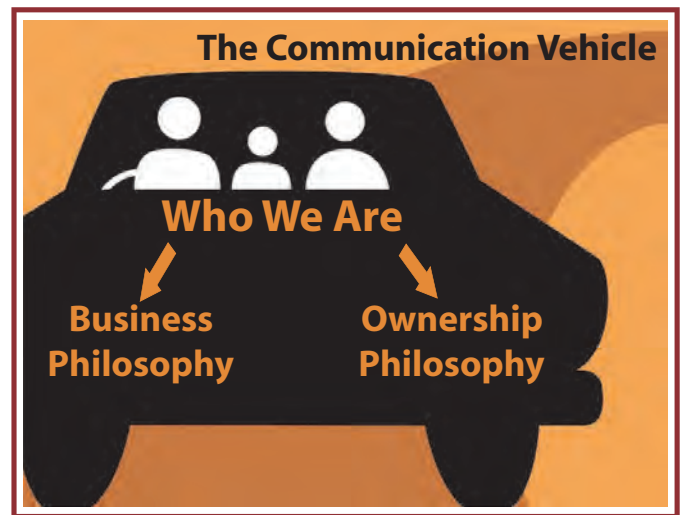 The Communication Vehicle
Who We Are
Business
Philosophy
Ownership
Philosophy